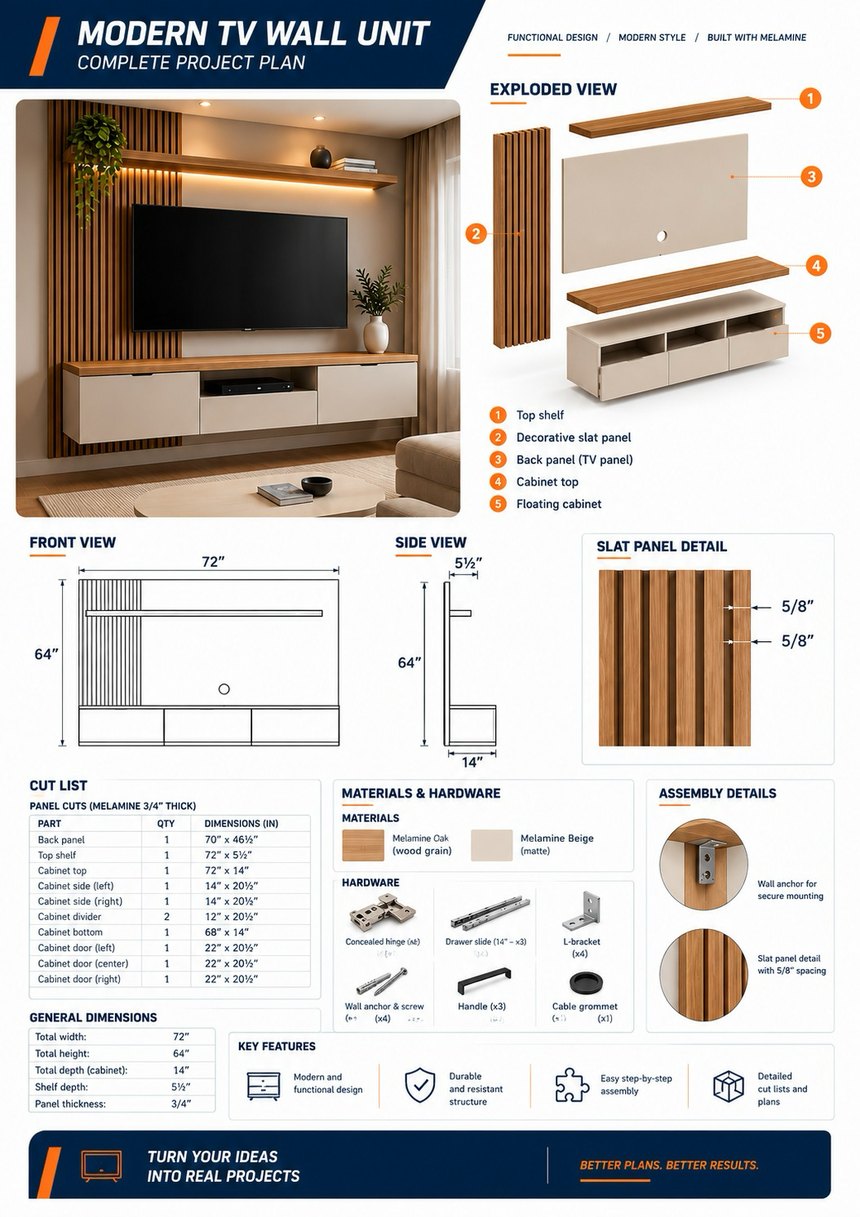 MODERN TV WALL UNIT
COMPLETE PROJECT PLAN
FUNCTIONAL DESIGN / MODERN STYLE / BUILT WITH MELAMINE
EXPLODED VIEW
1
2
3
4
5
1 Top shelf
2 Decorative slat panel
3 Back panel (TV panel)
4 Cabinet top
5 Floating cabinet
FRONT VIEW
72"
64"
SIDE VIEW
5½"
64"
14"
SLAT PANEL DETAIL
5/8"
5/8"
CUT LIST
PANEL CUTS (MELAMINE 3/4" THICK)
PART QTY DIMENSIONS (IN)
Back panel 1 70" x 46½"
Top shelf 1 72" x 5½"
Cabinet top 1 72" x 14"
Cabinet side (left) 1 14" x 20½"
Cabinet side (right) 1 14" x 20½"
Cabinet divider 2 12" x 20½"
Cabinet bottom 1 68" x 14"
Cabinet door (left) 1 22" x 20½"
Cabinet door (center) 1 22" x 20½"
Cabinet door (right) 1 22" x 20½"
GENERAL DIMENSIONS
Total width: 72"
Total height: 64"
Total depth (cabinet): 14"
Shelf depth: 5½"
Panel thickness: 3/4"
MATERIALS & HARDWARE
MATERIALS
Melamine Oak
(wood grain)
Melamine Beige
(matte)
HARDWARE
Concealed hinge
Drawer slide (14" – x3)
L-bracket
(x4)
Wall anchor & screw
(x4)
Handle (x3)
Cable grommet
(x1)
ASSEMBLY DETAILS
Wall anchor for
secure mounting
Slat panel detail
with 5/8" spacing
KEY FEATURES
Modern and
functional design
Durable
and resistant
structure
Easy step-by-step
assembly
Detailed
cut lists and
plans
TURN YOUR IDEAS
INTO REAL PROJECTS
BETTER PLANS. BETTER RESULTS.